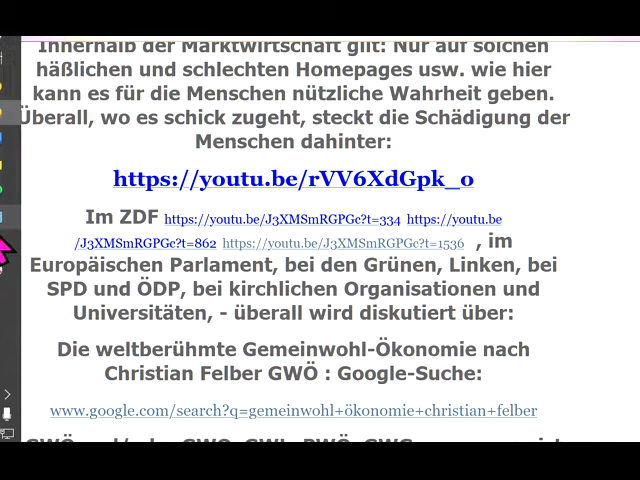 Innerhalb der Marktwirtschaft gilt: Nur auf solchen
häßlichen und schlechten Homepages usw. wie hier
kann es für die Menschen nützliche Wahrheit geben.
Überall, wo es schick zugeht, steckt die Schädigung der
Menschen dahinter:
https://youtu.be/rVV6XdGpk_o
Im ZDF https://youtu.be/J3XMSmRGPGc?t=334 https://youtu.be
/J3XMSmRGPGc?t=862 https://youtu.be/J3XMSmRGPGc?t=1536 , im
Europäischen Parlament, bei den Grünen, Linken, bei
SPD und ÖDP, bei kirchlichen Organisationen und
Universitäten, - überall wird diskutiert über:
Die weltberühmte Gemeinwohl-Ökonomie nach
Christian Felber GWÖ : Google-Suche:
www.google.com/search?q=gemeinwohl+ökonomie+christian+felber